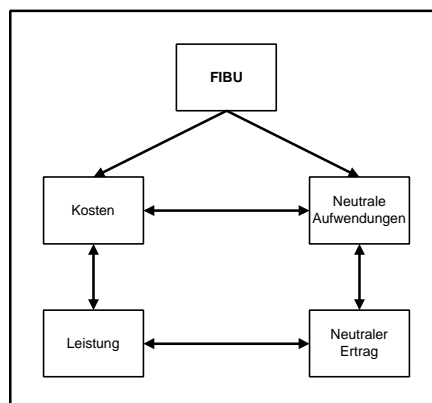 FIBU
Kosten
Neutrale
Aufwendungen
Leistung
Neutraler
Ertrag